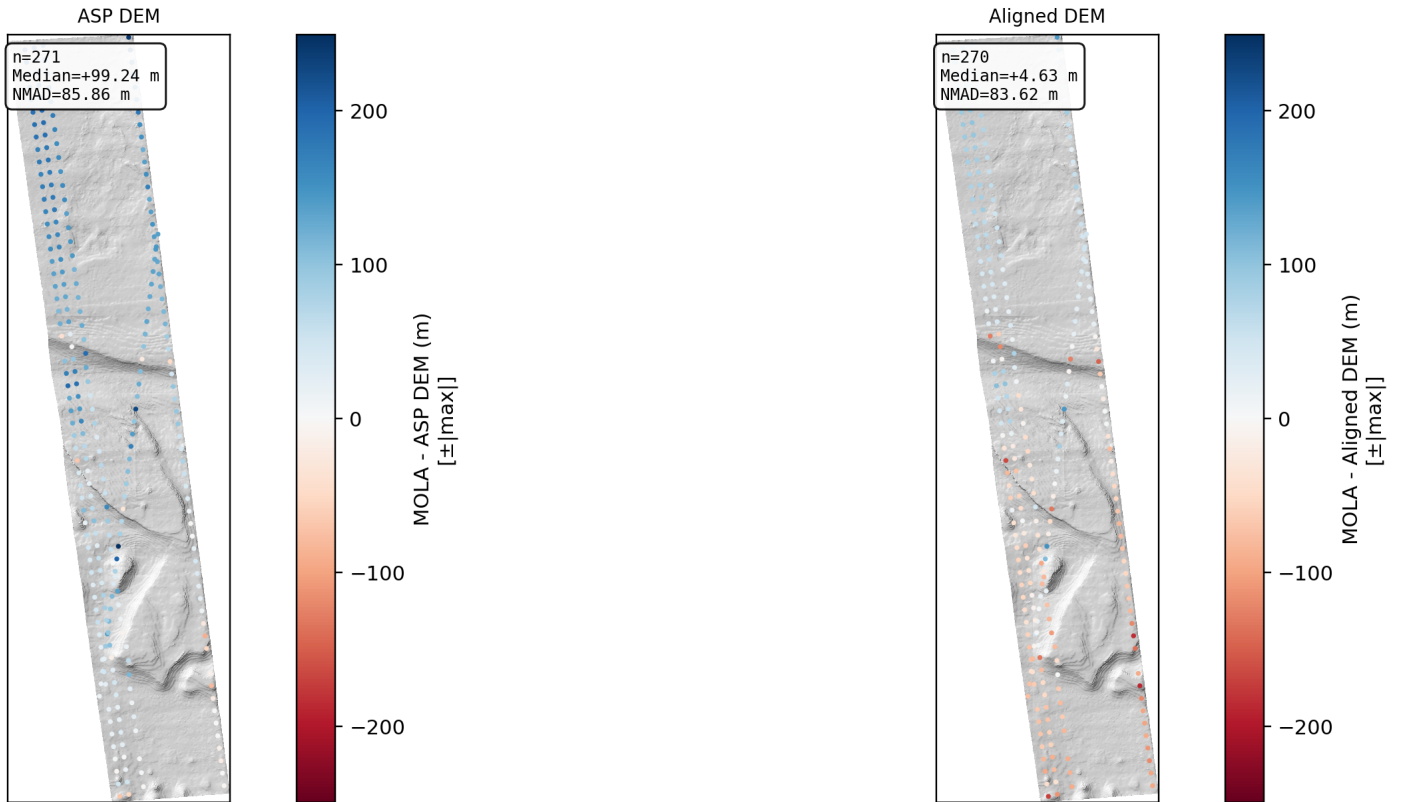 ASP DEM
n=271
Median=+99.24 m
NMAD=85.86 m
200
100
0
−100
−200
MOLA - ASP DEM (m)
[±|max|]
Aligned DEM
n=270
Median=+4.63 m
NMAD=83.62 m
200
100
0
−100
−200
MOLA - Aligned DEM (m)
[±|max|]